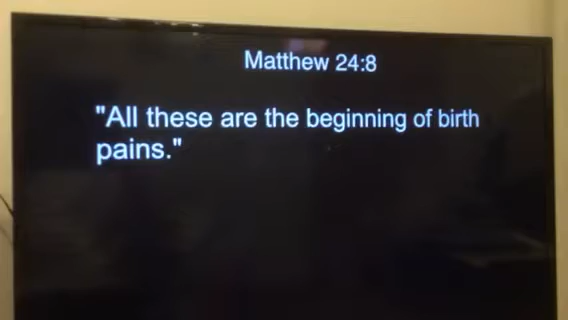 Matthew 24:8
"All these are the beginning of birth
pains."